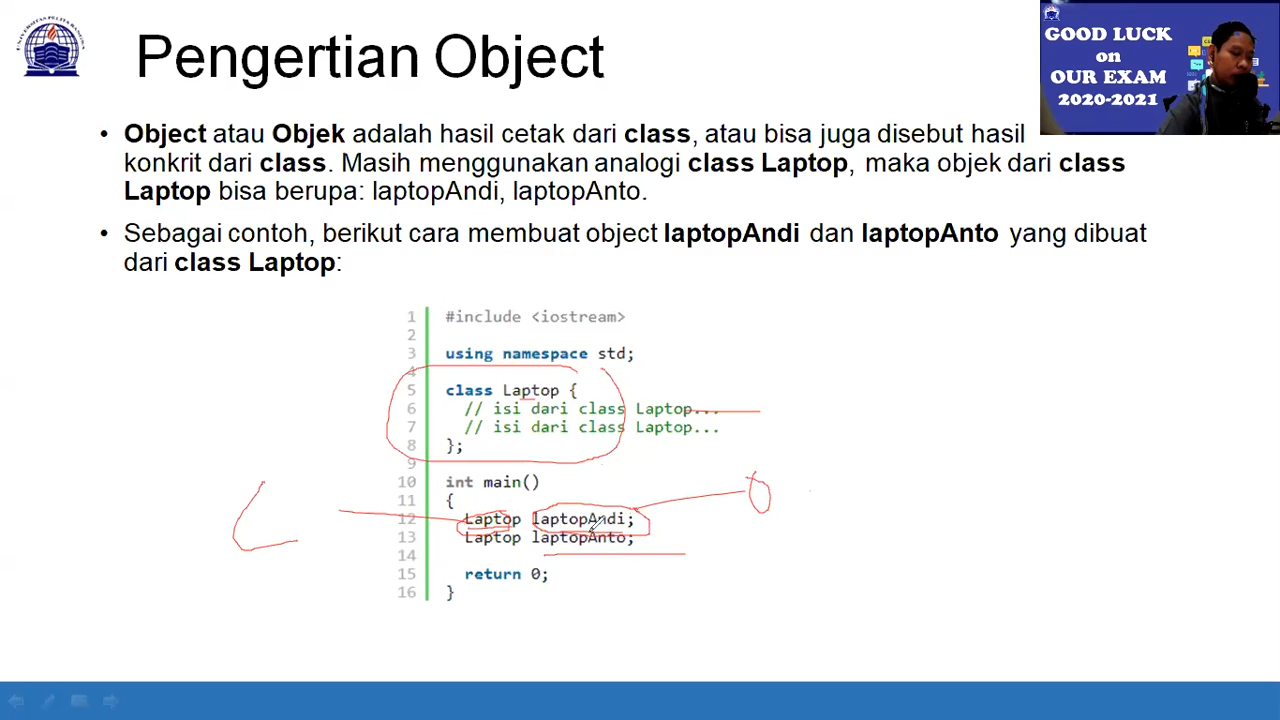 UNIVERSITAS PELITA BANGSA
Pengertian Object
GOOD LUCK
on
OUR EXAM
2020-2021
• Object atau Objek adalah hasil cetak dari class, atau bisa juga disebut hasil
konkrit dari class. Masih menggunakan analogi class Laptop, maka objek dari class
Laptop bisa berupa: laptopAndi, laptopAnto.
• Sebagai contoh, berikut cara membuat object laptopAndi dan laptopAnto yang dibuat
dari class Laptop:
1 #include <iostream>
2
3 using namespace std;
4
5 class Laptop {
6 // isi dari class Laptop...
7 // isi dari class Laptop...
8 };
9
10 int main()
11 {
12 Laptop laptopAndi;
13 Laptop laptopAnto;
14
15 return 0;
16 }
C
O